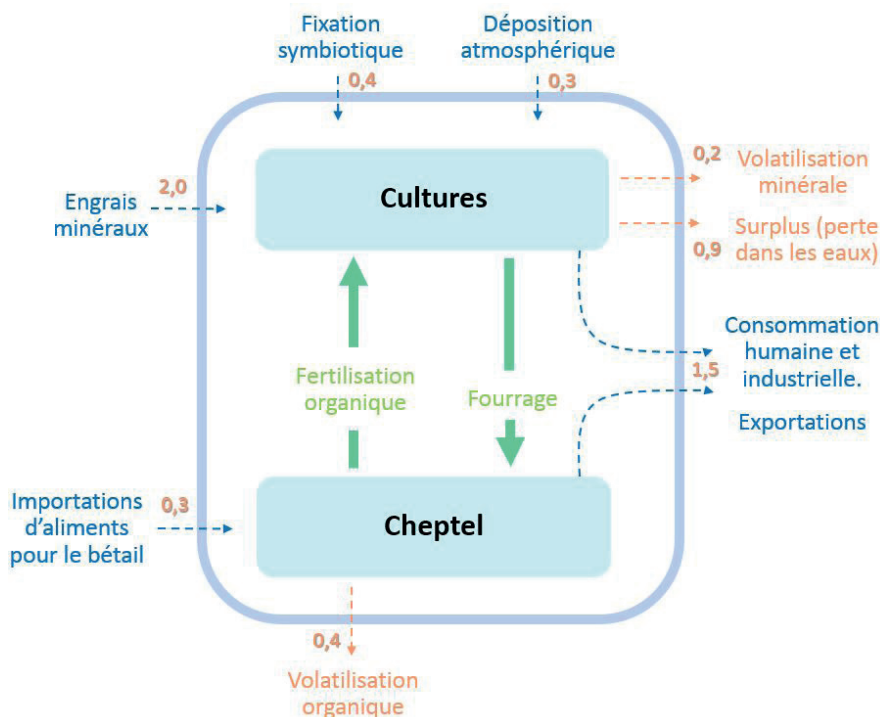 Fixation
symbiotique
0,4
Déposition
atmosphérique
0,3
Cultures
0,2
Volatilisation
minérale
Surplus (perte
dans les eaux)
0,9
2,0
Engrais
minéraux
Fertilisation
organique
Fourrage
Consommation
humaine et
industrielle.
1,5
Exportations
Importations
d'aliments
pour le bétail
0,3
Cheptel
0,4
Volatilisation
organique